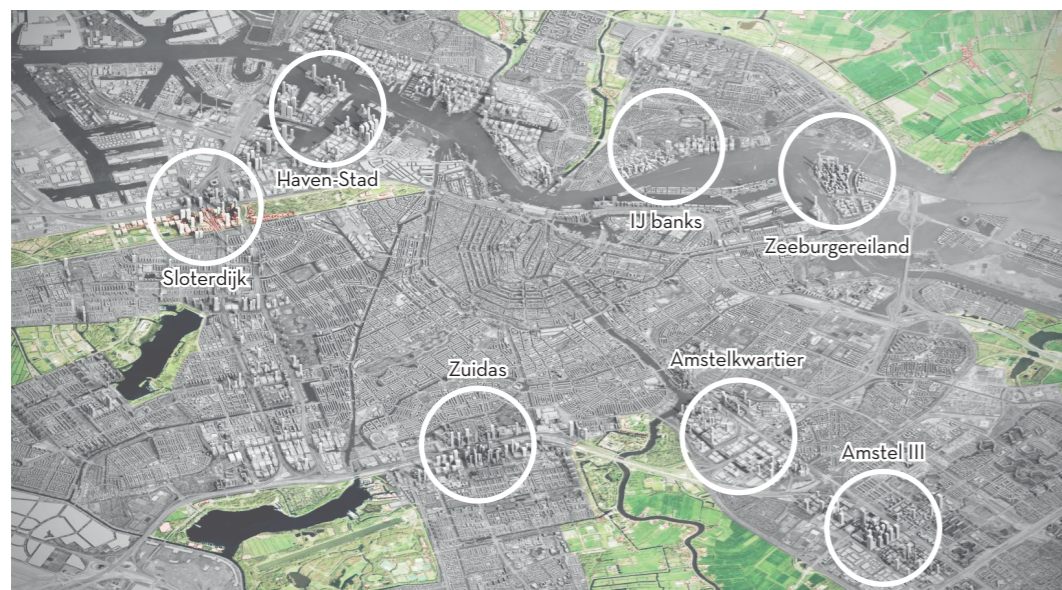 Haven-Stad
IJ banks
Zeeburgereiland
Sloterdijk
Zuidas
Amstelkwartier
Amstel III